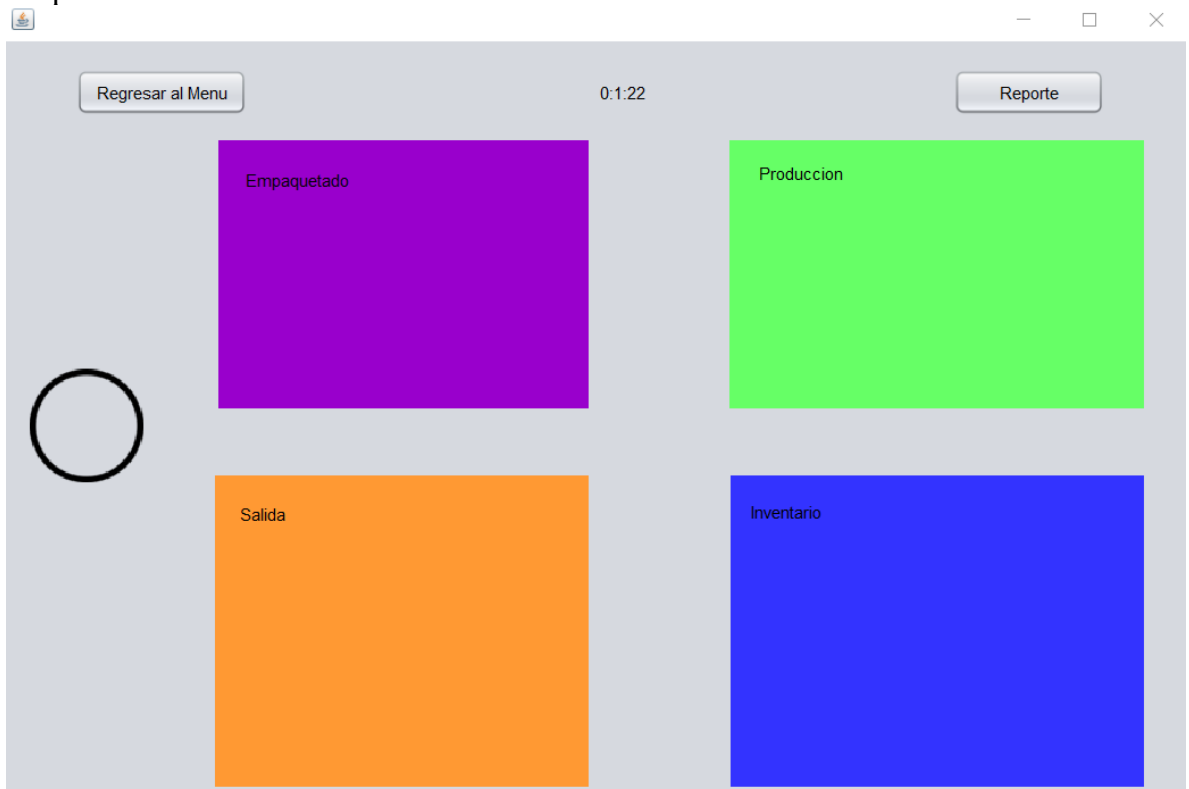 Regresar al Menu
0:1:22
Reporte
Empaquetado
Produccion
Salida
Inventario